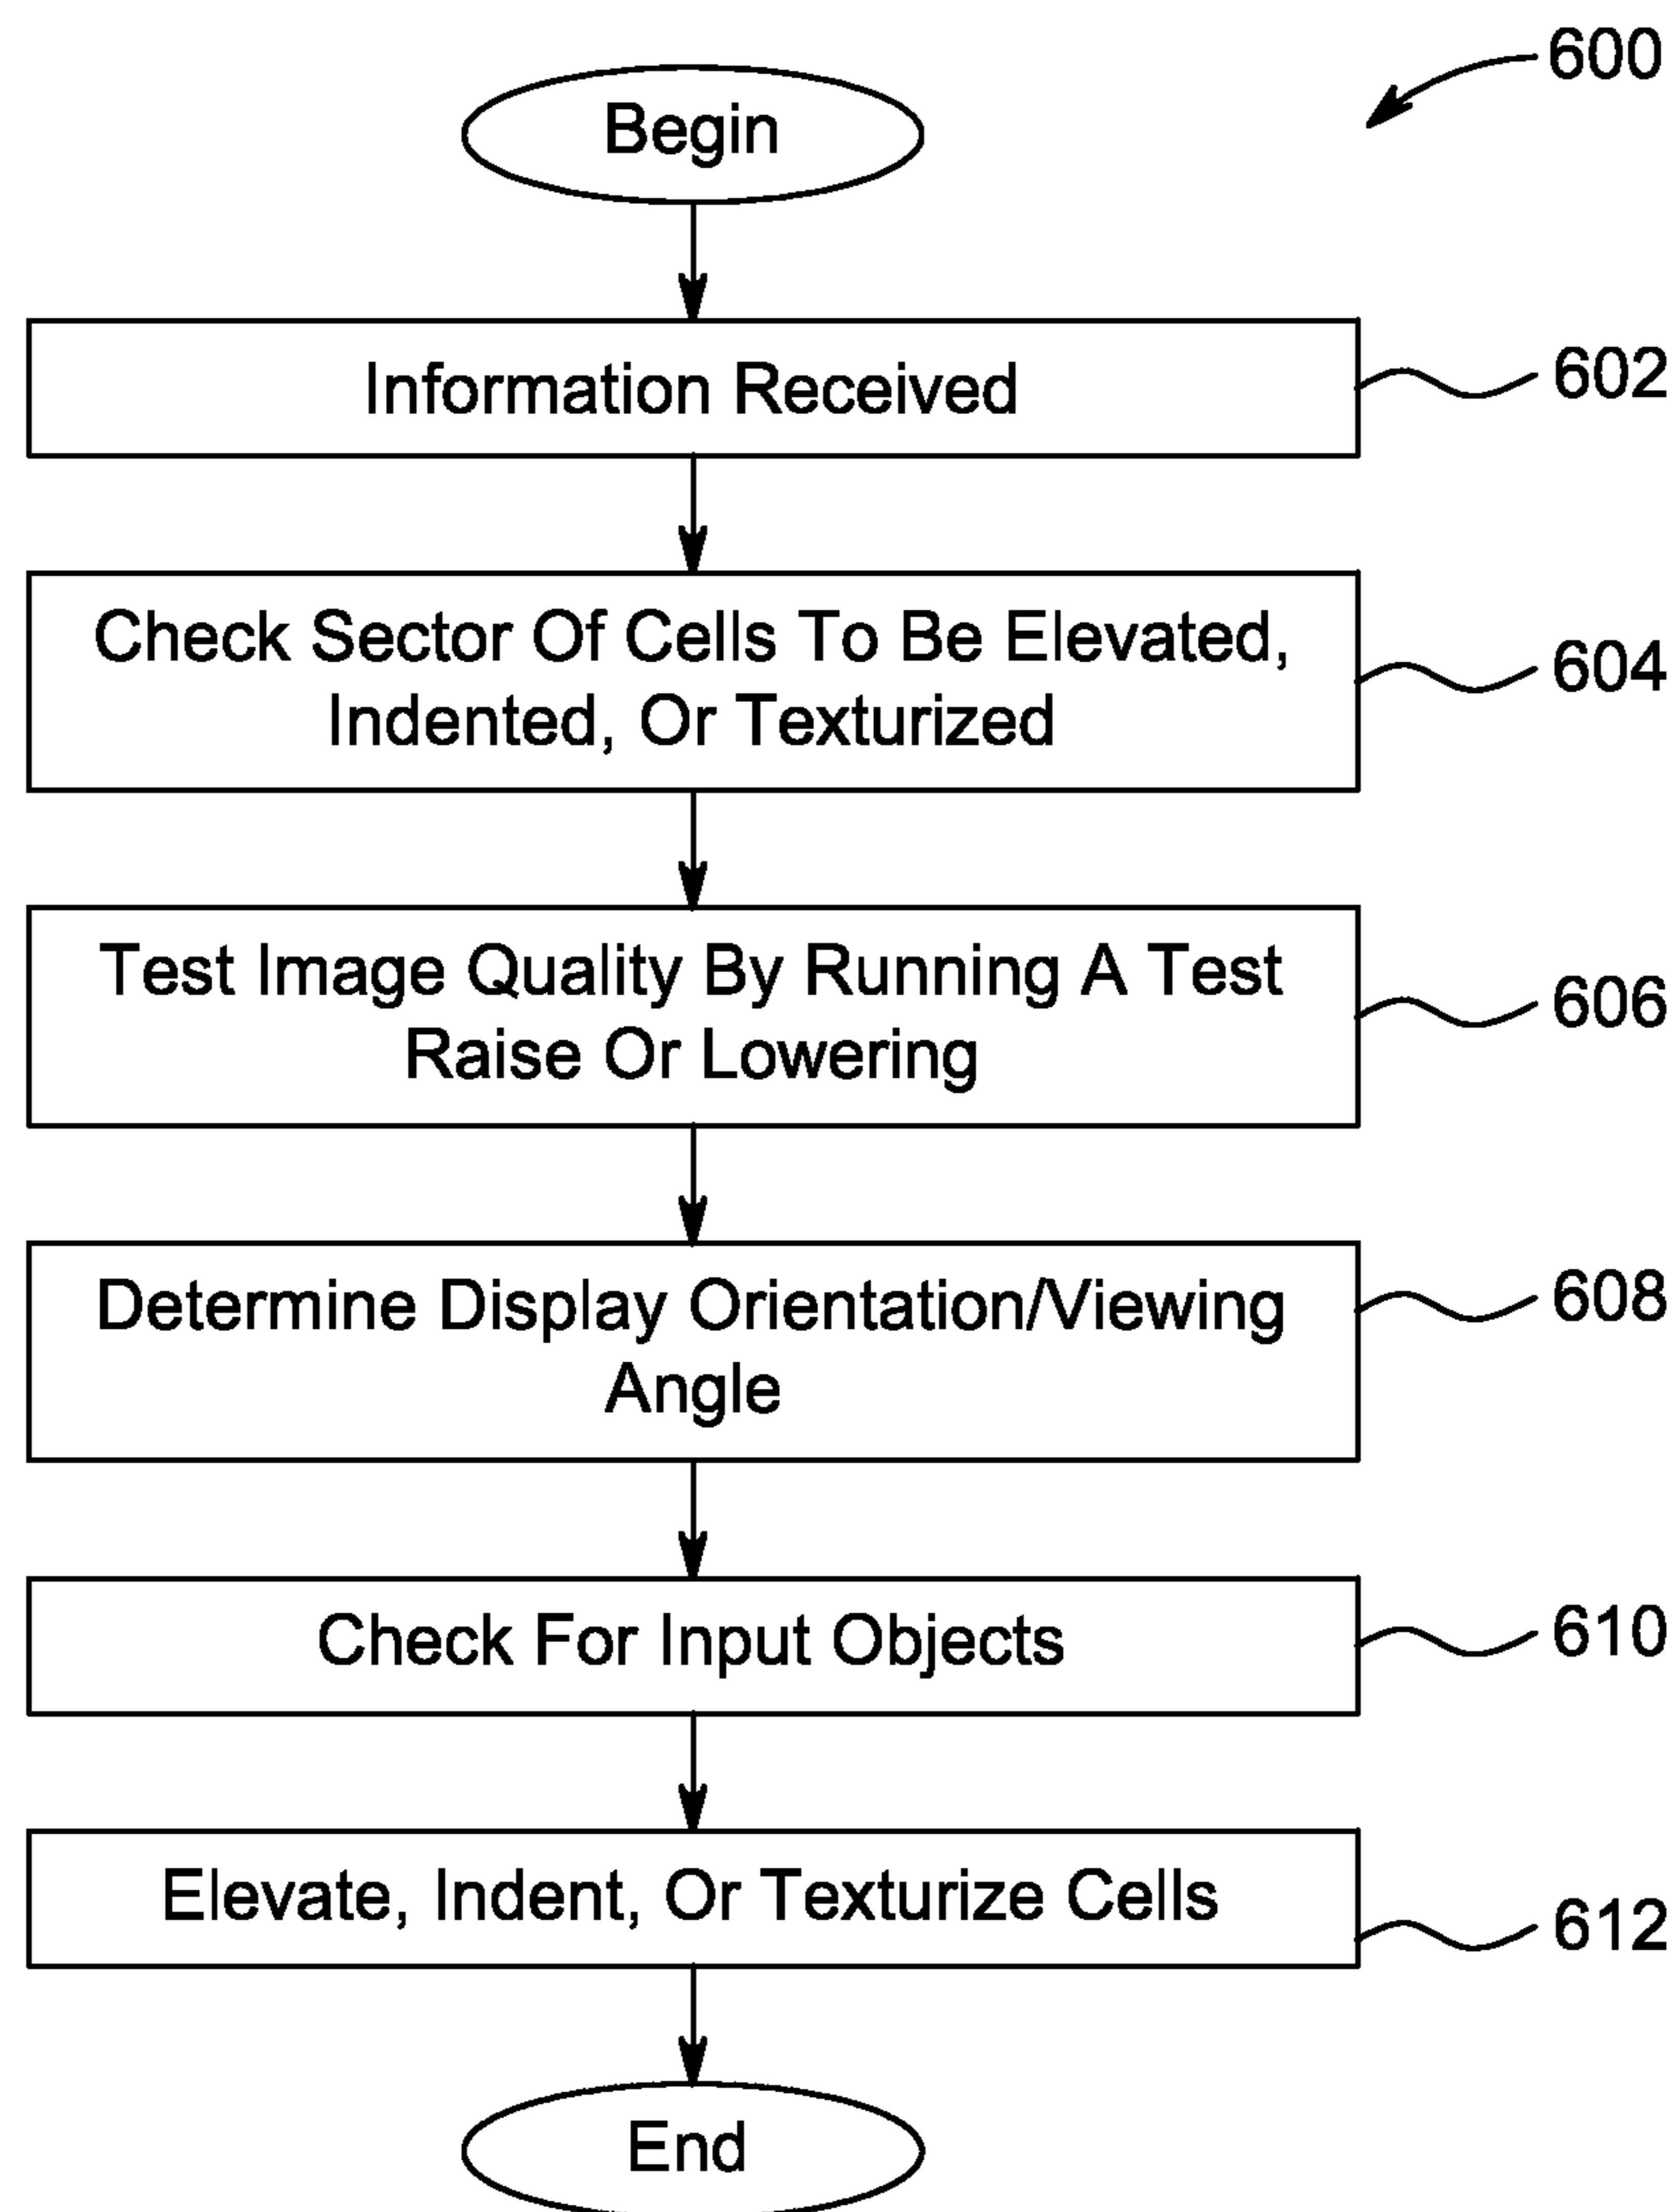 600
Begin
Information Received
602
Check Sector Of Cells To Be Elevated,
Indented, Or Texturized
604
Test Image Quality By Running A Test
Raise Or Lowering
606
Determine Display Orientation/Viewing
Angle
608
Check For Input Objects
610
Elevate, Indent, Or Texturize Cells
612
End